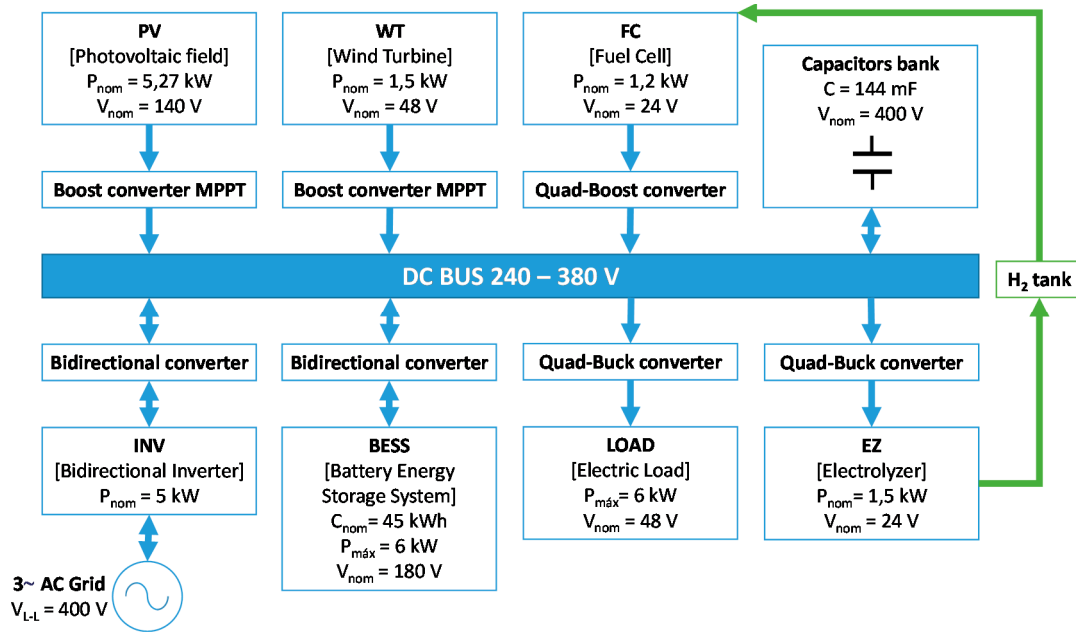 PV
[Photovoltaic field]
Pnom = 5,27 kW
Vnom = 140 V
WT
[Wind Turbine]
Pnom = 1,5 kW
Vnom = 48 V
FC
[Fuel Cell]
Pnom = 1,2 kW
Vnom = 24 V
Capacitors bank
C = 144 mF
Vnom = 400 V
Boost converter MPPT
Boost converter MPPT
Quad-Boost converter
DC BUS 240 – 380 V
H2 tank
Bidirectional converter
Bidirectional converter
Quad-Buck converter
Quad-Buck converter
INV
[Bidirectional Inverter]
Pnom = 5 kW
BESS
[Battery Energy
Storage System]
Cnom= 45 kWh
Pmáx = 6 kW
Vnom = 180 V
LOAD
[Electric Load]
Pmáx= 6 kW
Vnom = 48 V
EZ
[Electrolyzer]
Pnom= 1,5 kW
Vnom = 24 V
3~ AC Grid
VL-L = 400 V